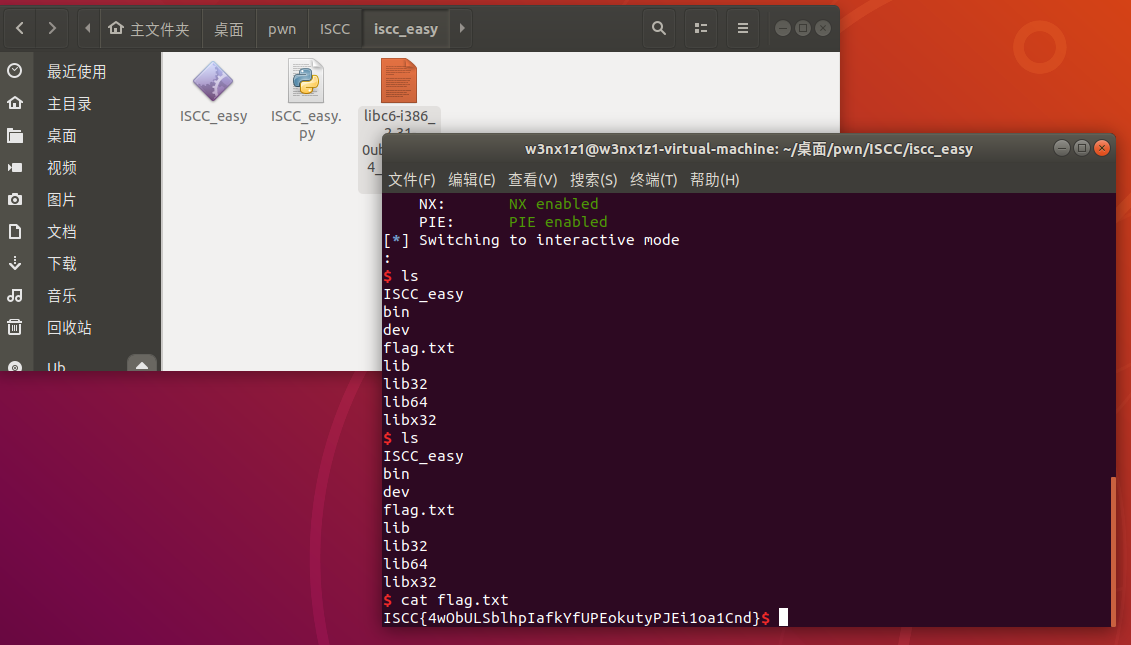 主文件夹 桌面 pwn ISCC iscc_easy
最近使用
主目录
桌面
视频
图片
文档
下载
音乐
回收站
Ub
ISCC_easy
ISCC_easy.
py
libc6-i386_
w3nx1z1@w3nx1z1-virtual-machine: ~/桌面/pwn/ISCC/iscc_easy
文件(F) 编辑(E) 查看(V) 搜索(S) 终端(T) 帮助(H)
NX: NX enabled
PIE: PIE enabled
[*] Switching to interactive mode
:
$ ls
ISCC_easy
bin
dev
flag.txt
lib
lib32
lib64
libx32
$ ls
ISCC_easy
bin
dev
flag.txt
lib
lib32
lib64
libx32
$ cat flag.txt
ISCC{4wObULSblhpIafkYfUPEokutyPJEi1oa1Cnd}$